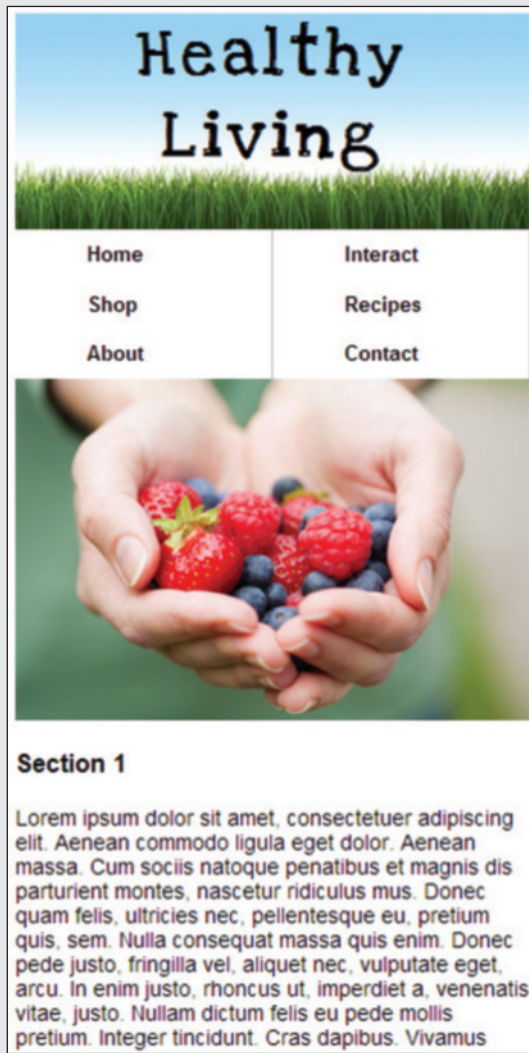 Healthy
Living
Home
Interact
Shop
Recipes
About
Contact
Section 1
Lorem ipsum dolor sit amet, consectetuer adipiscing
elit. Aenean commodo ligula eget dolor. Aenean
massa. Cum sociis natoque penatibus et magnis dis
parturient montes, nascetur ridiculus mus. Donec
quam felis, ultricies nec, pellentesque eu, pretium
quis, sem. Nulla consequat massa quis enim. Donec
pede justo, fringilla vel, aliquet nec, vulputate eget,
arcu. In enim justo, rhoncus ut, imperdiet a, venenatis
vitae, justo. Nullam dictum felis eu pede mollis
pretium. Integer tincidunt. Cras dapibus. Vivamus